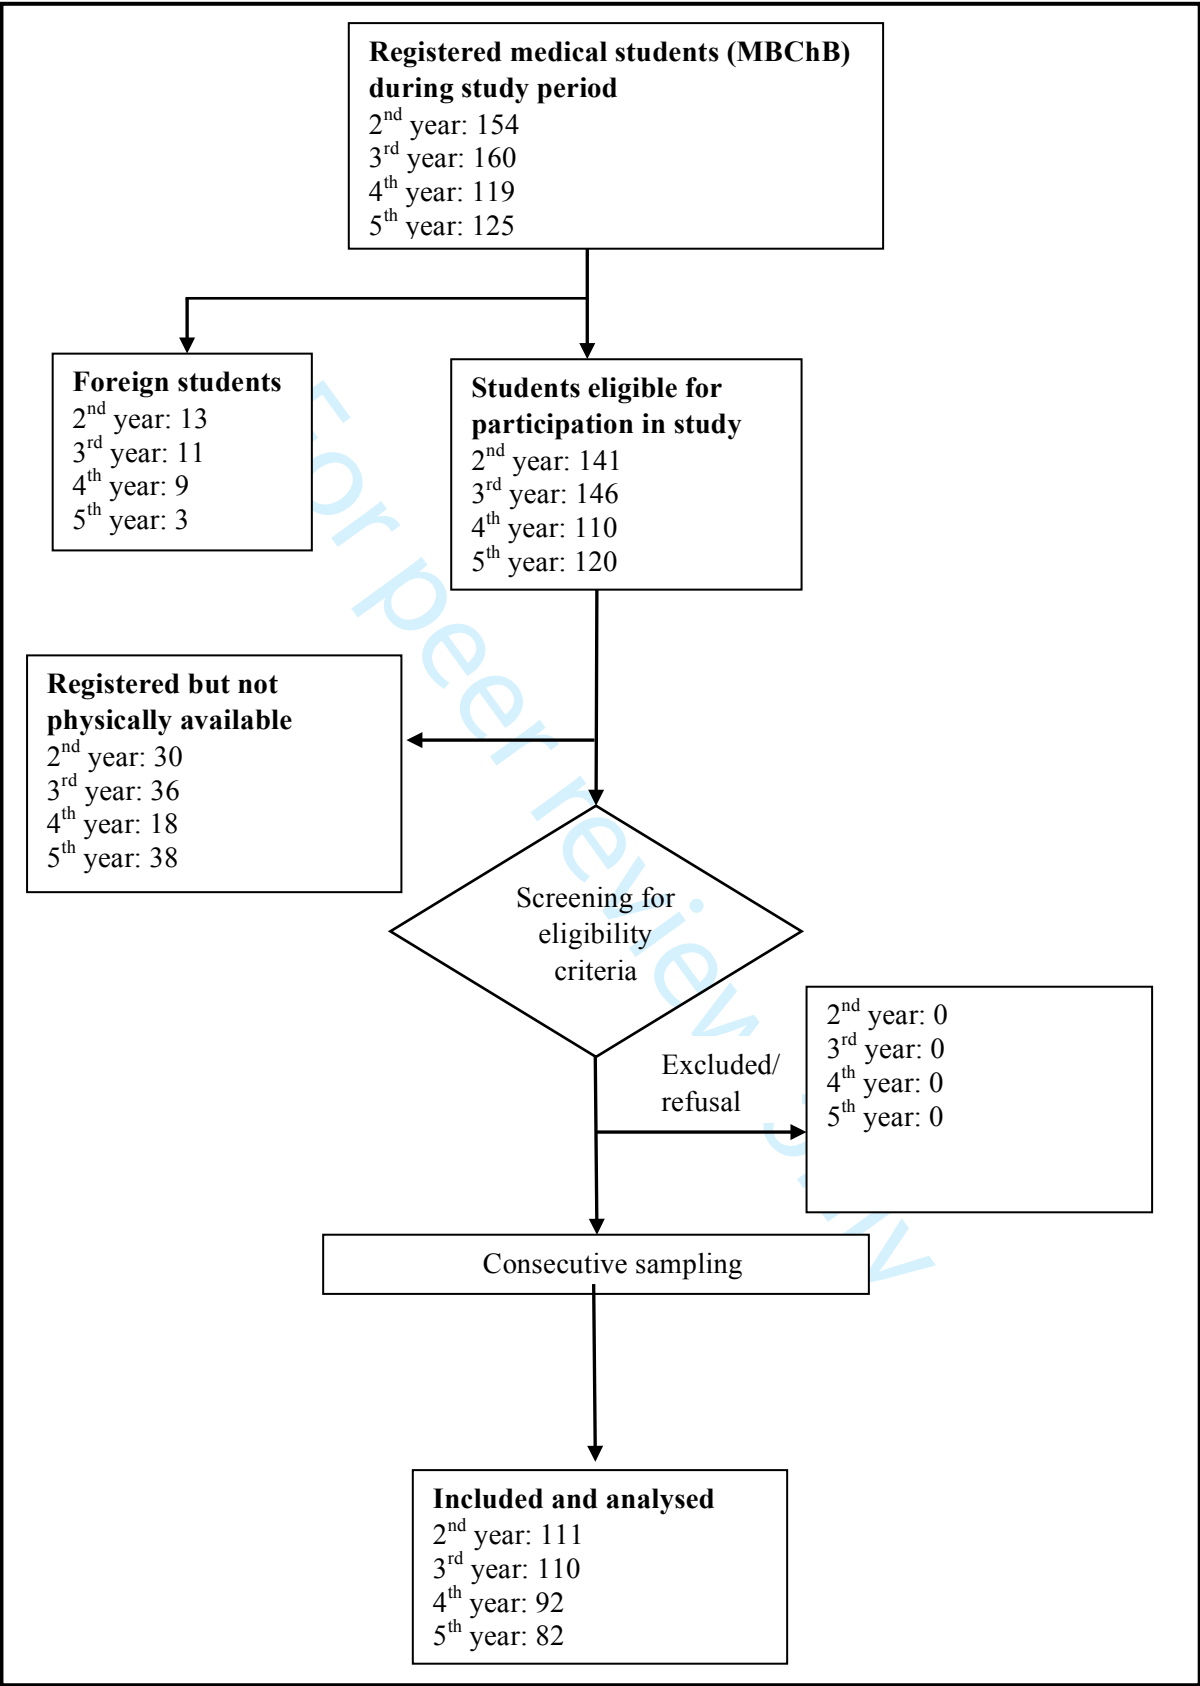 Registered medical students (MBChB)
during study period
2nd year: 154
3rd year: 160
4th year: 119
5th year: 125
Foreign students
2nd year: 13
3rd year: 11
4th year: 9
5th year: 3
Students eligible for
participation in study
2nd year: 141
3rd year: 146
4th year: 110
5th year: 120
Registered but not
physically available
2nd year: 30
3rd year: 36
4th year: 18
5th year: 38
Screening for
eligibility
criteria
Excluded/
refusal
2nd year: 0
3rd year: 0
4th year: 0
5th year: 0
Consecutive sampling
Included and analysed
2nd year: 111
3rd year: 110
4th year: 92
5th year: 82
For peer review